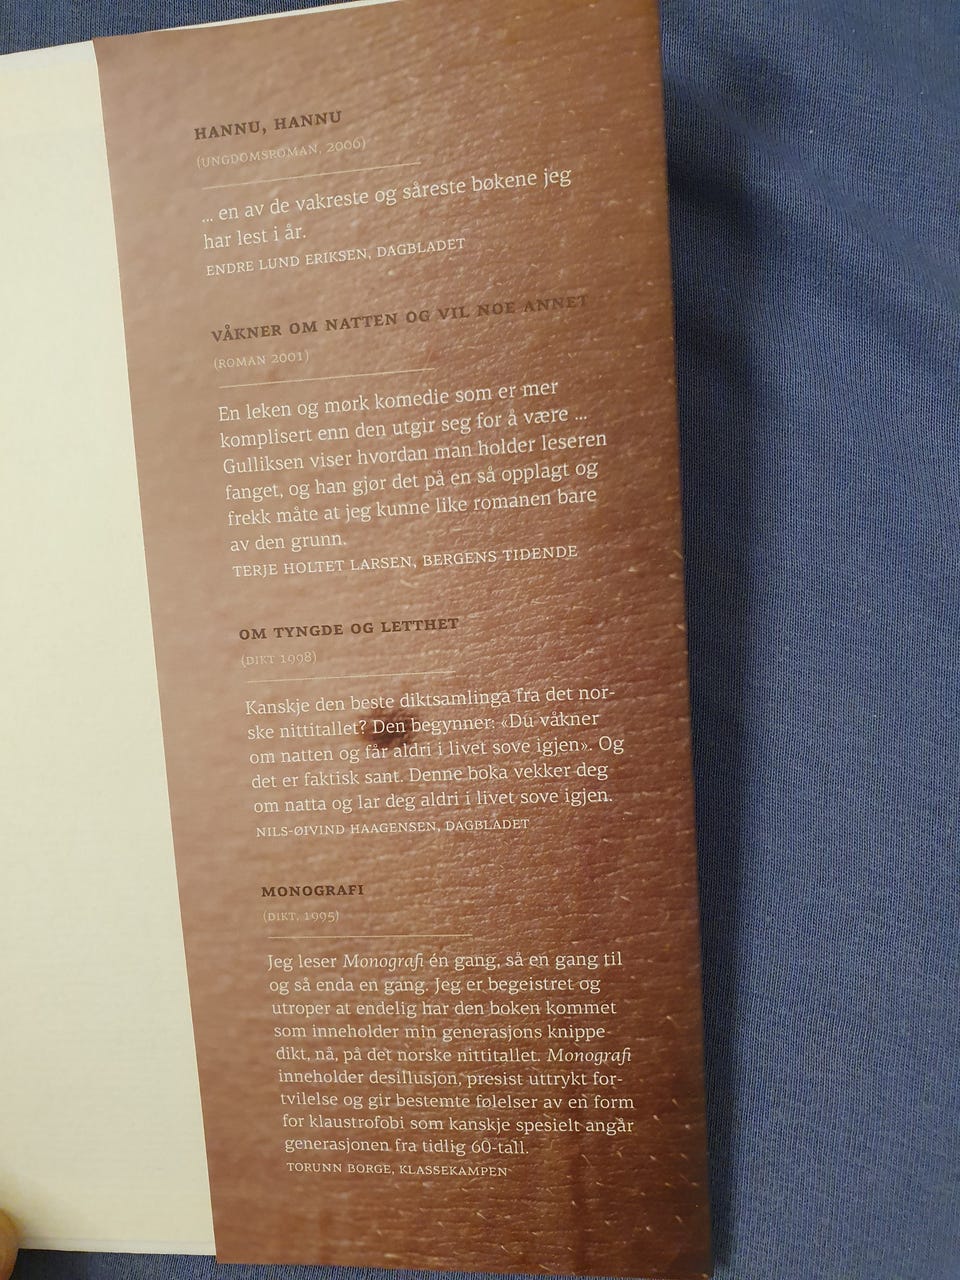 HANNU, HANNU
(UNGDOMSROMAN, 2006)
... en av de vakreste og såreste bøkene jeg
har lest i år.
ENDRE LUND ERIKSEN, DAGBLADET
VÅKNER OM NATTEN OG VIL NOE ANNET
(ROMAN 2001)
En leken og mørk komedie som er mer
komplisert enn den utgir seg for å være ...
Gulliksen viser hvordan man holder leseren
fanget, og han gjør det på en så opplagt og
frekk måte at jeg kunne like romanen bare
av den grunn.
TERJE HOLTET LARSEN, BERGENS TIDENDE
OM TYNGDE OG LETTHET
(DIKT 1998)
Kanskje den beste diktsamlinga fra det nor-
ske nittitallet? Den begynner: «Du våkner
om natten og får aldri i livet sove igjen». Og
det er faktisk sant. Denne boka vekker deg
om natta og lar deg aldri i livet sove igjen.
NILS-ØIVIND HAAGENSEN, DAGBLADET
MONOGRAFI
(DIKT, 1995)
Jeg leser Monografi én gang, så en gang til
og så enda en gang. Jeg er begeistret og
utroper at endelig har den boken kommet
som inneholder min generasjons knippe
dikt, nå, på det norske nittitallet. Monografi
inneholder desillusjon, presist uttrykt for-
tvilelse og gir bestemte følelser av en form
for klaustrofobi som kanskje spesielt angår
generasjonen fra tidlig 60-tall.
TORUNN BORGE, KLASSEKAMPEN